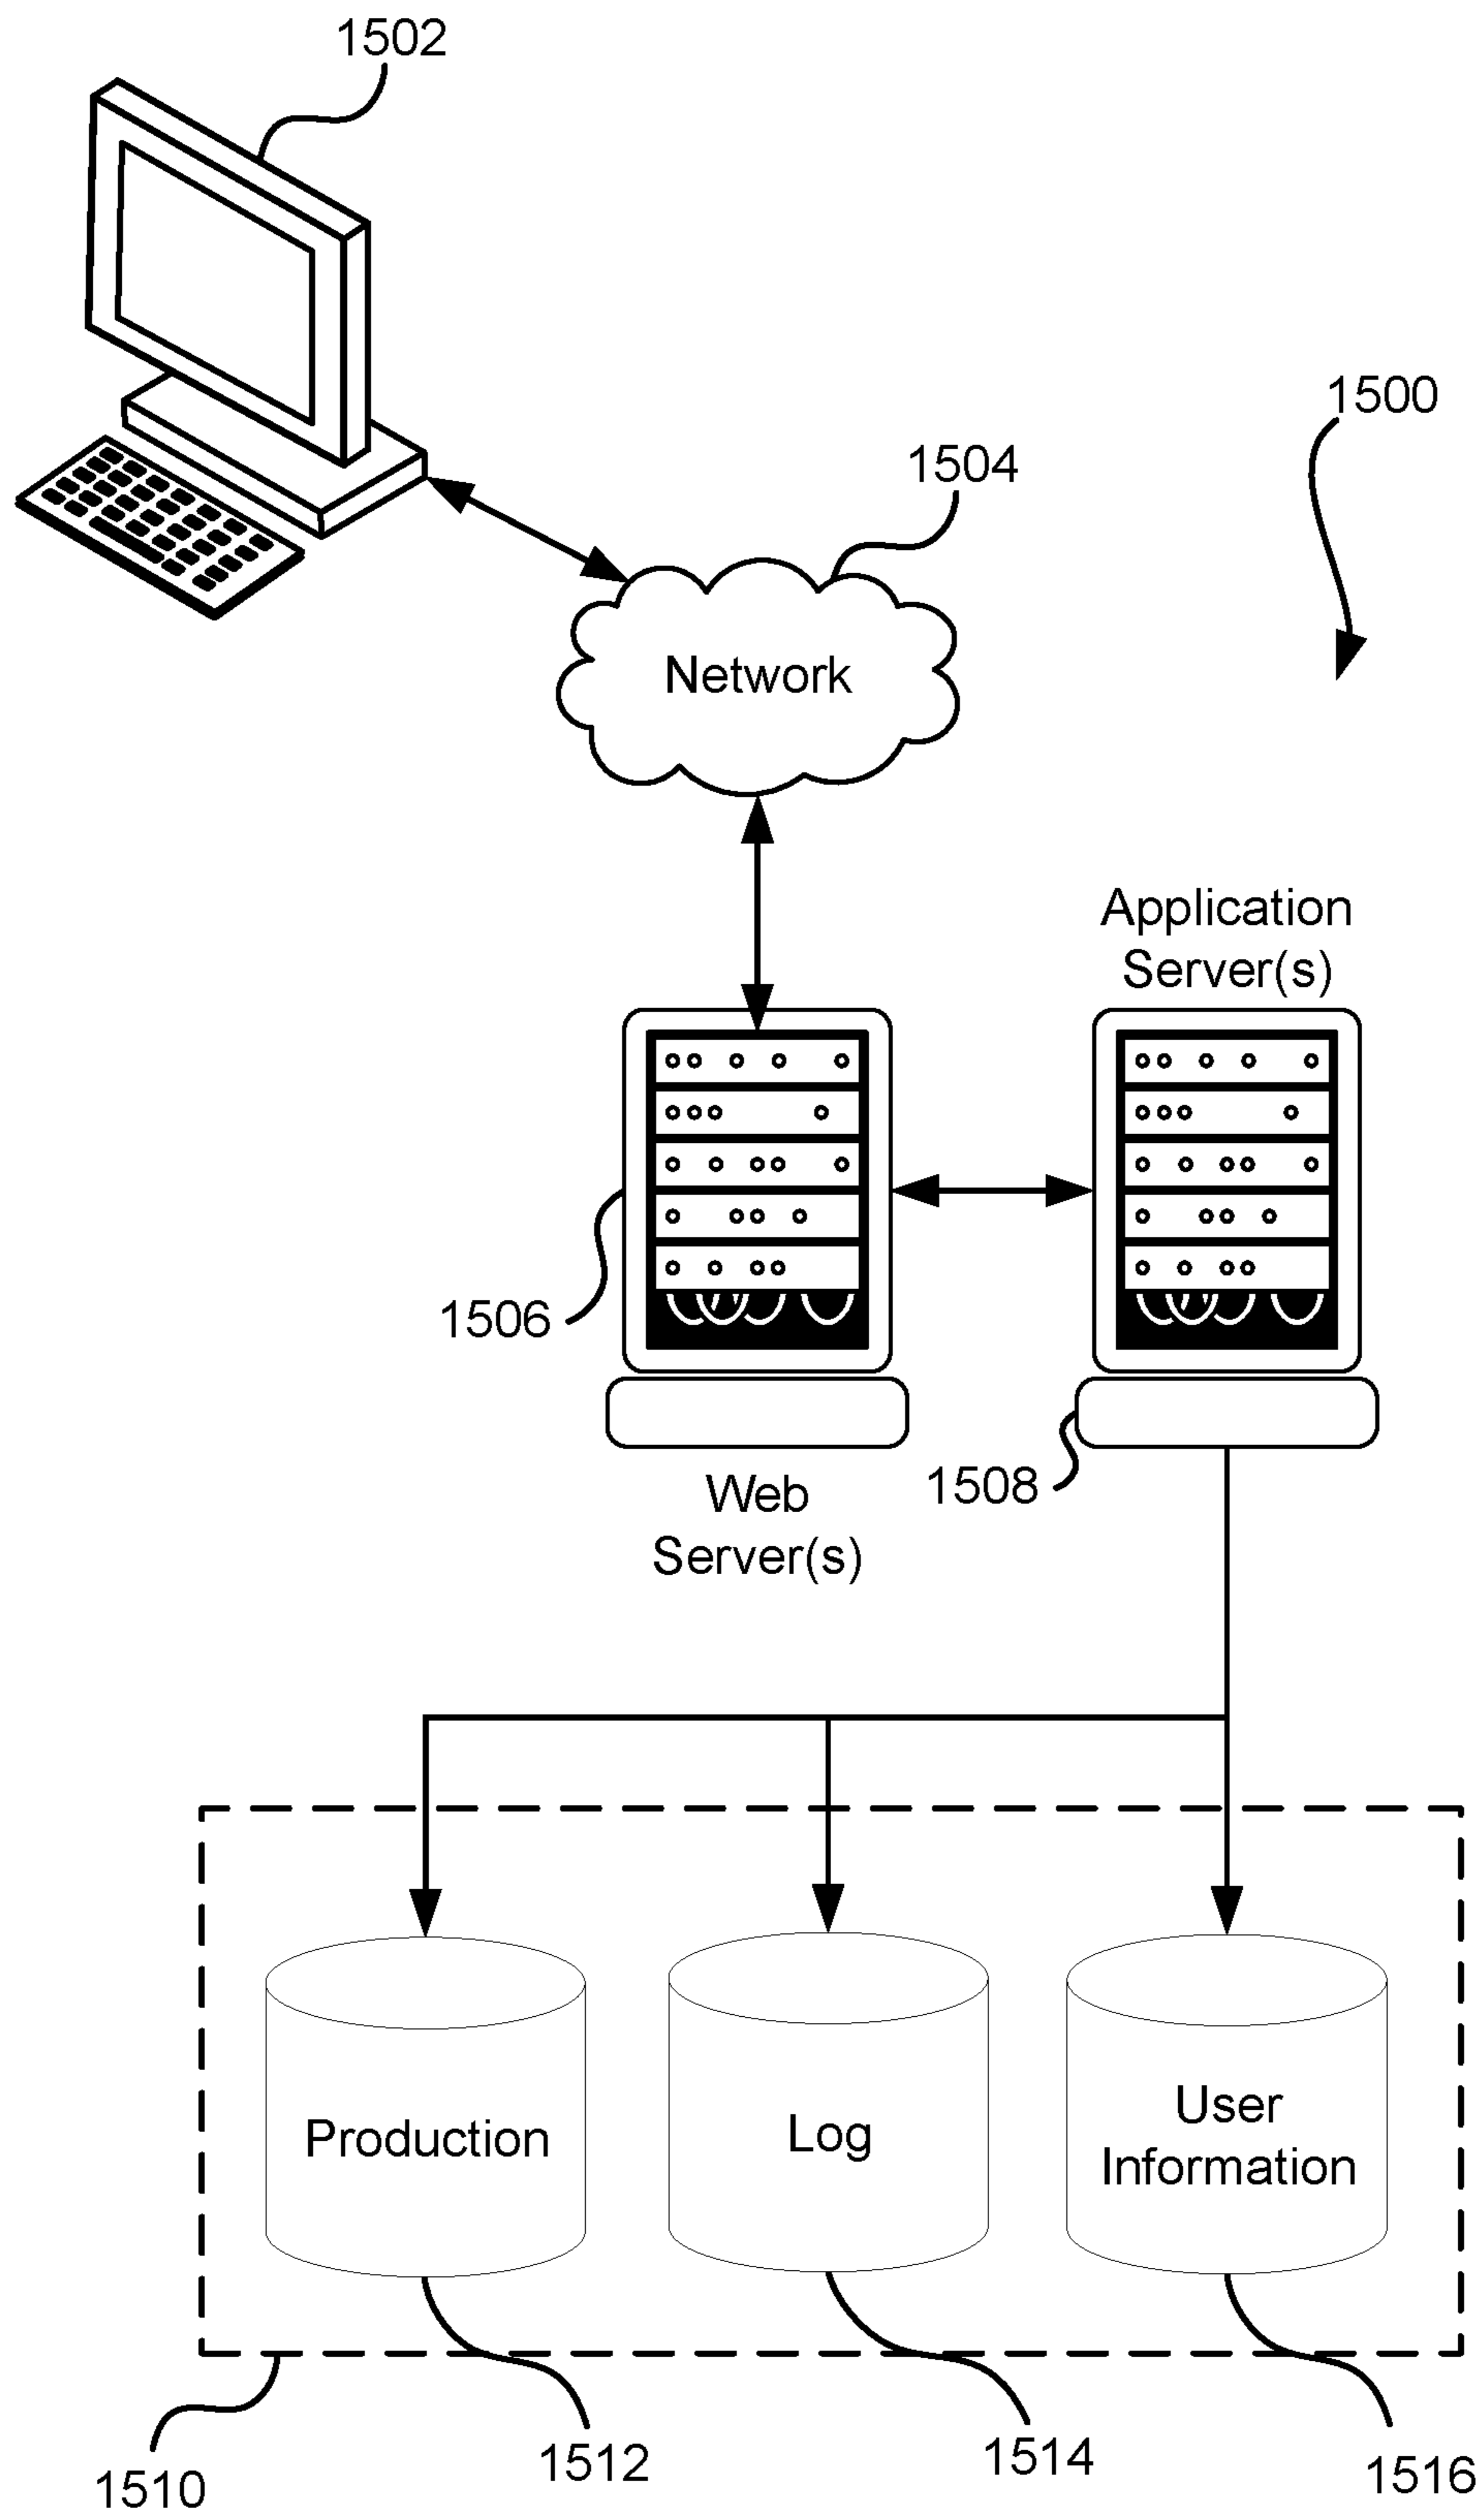 1502
1500
1504
Network
Application
Server(s)
1506
1508
Web
Server(s)
Production
Log
User
Information
1510
1512
1514
1516